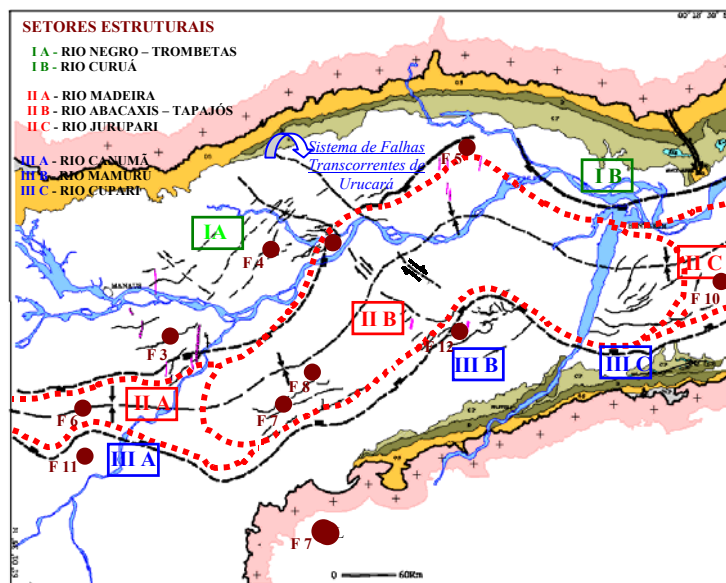 SETORES ESTRUTURAIS
I A - RIO NEGRO – TROMBETAS
I B - RIO CURUÁ
II A - RIO MADEIRA
II B - RIO ABACAXIS – TAPAJÓS
II C - RIO JURUPARI
III A - RIO CANUMÃ
III B - RIO MAMURU
III C - RIO CUPARI
Sistema de Falhas
Transcorrentes de
Urucará
F 5
I B
IA
F 4
II C
F 10
MANAUS
II B
F 3
F 12
III B
III C
F 8
II A
F 7
F 6
III A
F 11
F 7
0 60Km